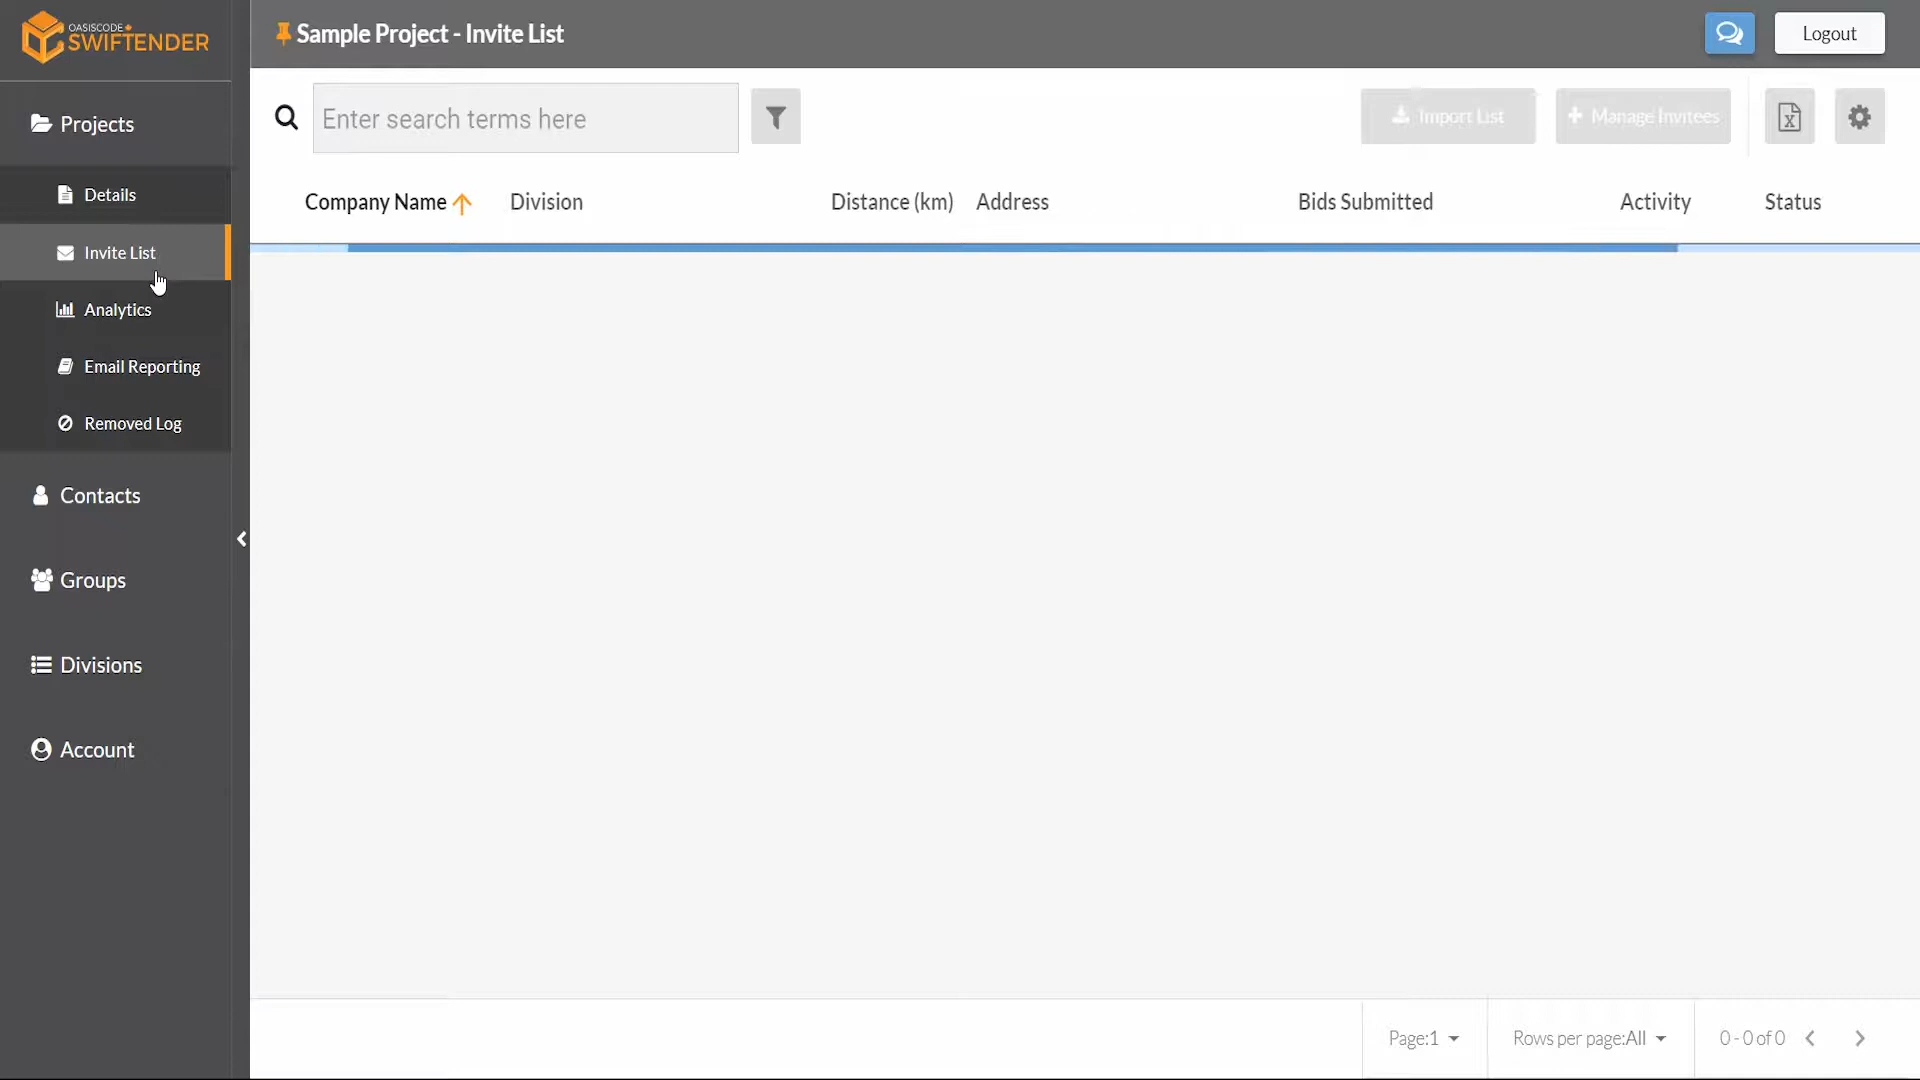 OASISCODE
SWIFTENDER
Sample Project - Invite List
Logout
Projects
Details
Invite List
Analytics
Email Reporting
Removed Log
Contacts
Groups
Divisions
Account
Enter search terms here
Import List
Manage Invitees
Company Name
Division
Distance (km)
Address
Bids Submitted
Activity
Status
Page:1
Rows per page:All
0 - 0 of 0